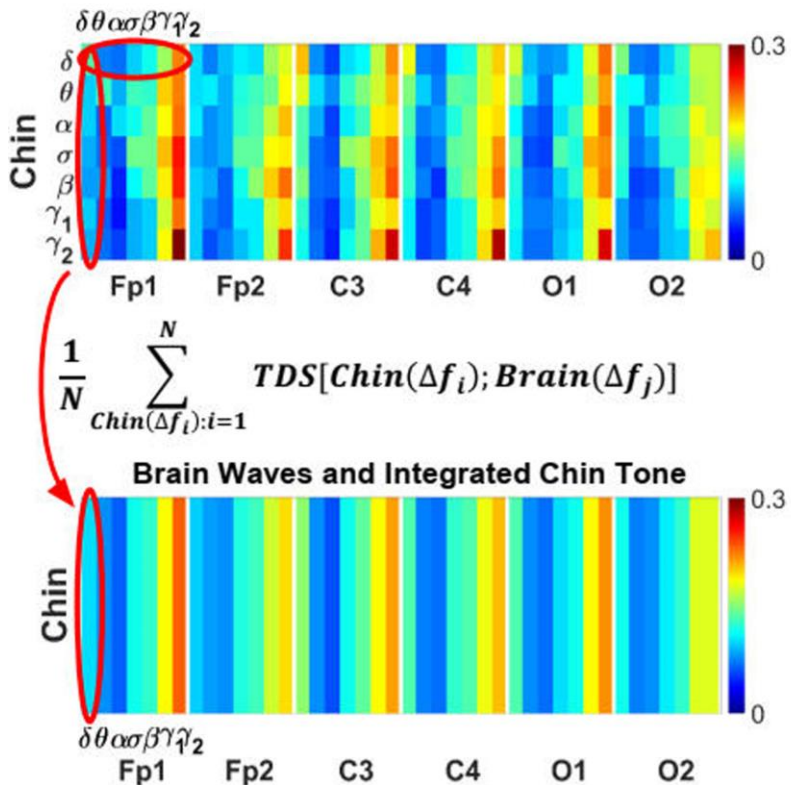 δθασβγ1γ2
0.3
δ
θ
α
σ
β
γ1
γ2
Chin
0
Fp1 Fp2 C3 C4 O1 O2
1/N ∑ N Chin(Δfi):i=1 TDS[Chin(Δfi);Brain(Δfj)]
Brain Waves and Integrated Chin Tone
0.3
Chin
0
δθασβγ1γ2
Fp1 Fp2 C3 C4 O1 O2